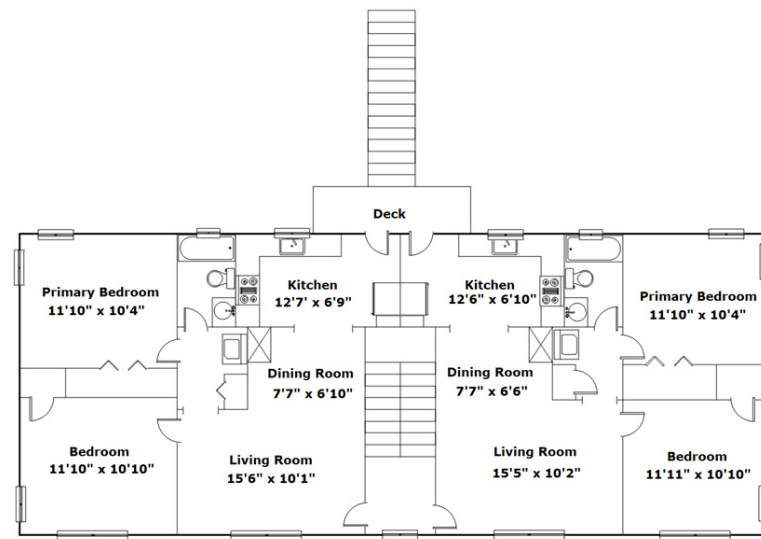 Deck
Primary Bedroom
11'10" x 10'4"
Kitchen
12'7" x 6'9"
Kitchen
12'6" x 6'10"
Primary Bedroom
11'10" x 10'4"
Dining Room
7'7" x 6'10"
Dining Room
7'7" x 6'6"
Bedroom
11'10" x 10'10"
Living Room
15'6" x 10'1"
Living Room
15'5" x 10'2"
Bedroom
11'11" x 10'10"